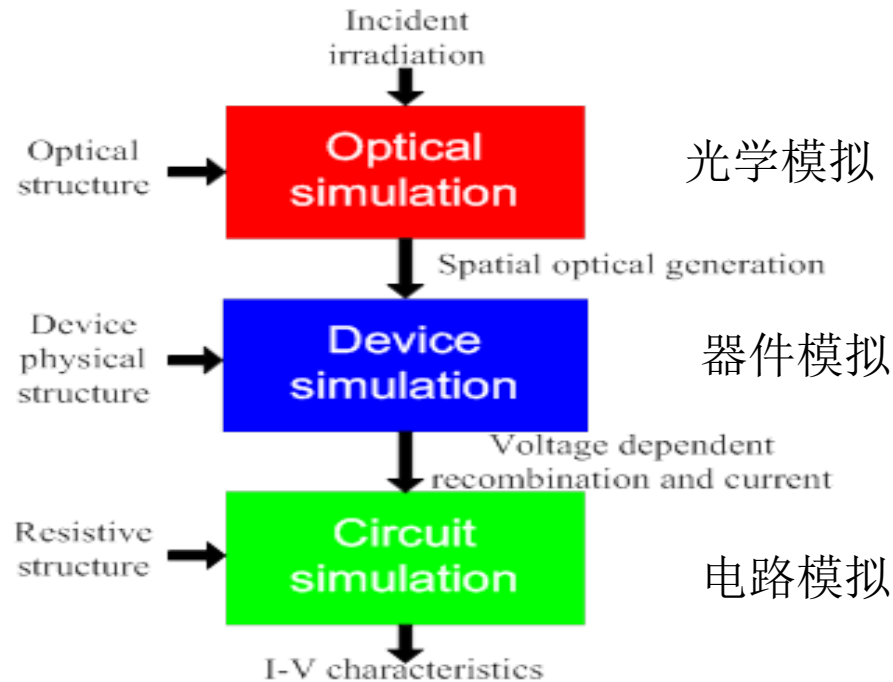 Incident
irradiation
Optical
structure
Optical
simulation
光学模拟
Spatial optical generation
Device
physical
structure
Device
simulation
器件模拟
Voltage dependent
recombination and current
Resistive
structure
Circuit
simulation
电路模拟
I-V characteristics